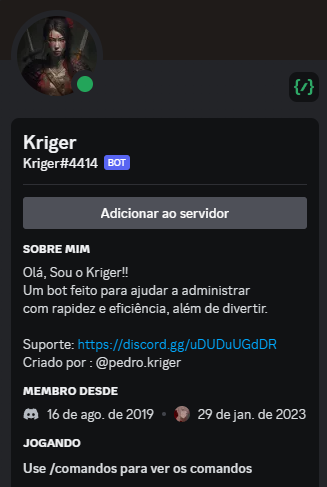 Kriger
Kriger#4414 BOT
Adicionar ao servidor
SOBRE MIM
Olá, Sou o Kriger!!
Um bot feito para ajudar a administrar
com rapidez e eficiência, além de divertir.
Suporte: https://discord.gg/uDUDuUGdDR
Criado por : @pedro.kriger
MEMBRO DESDE
16 de ago. de 2019 • 29 de jan. de 2023
JOGANDO
Use /comandos para ver os comandos